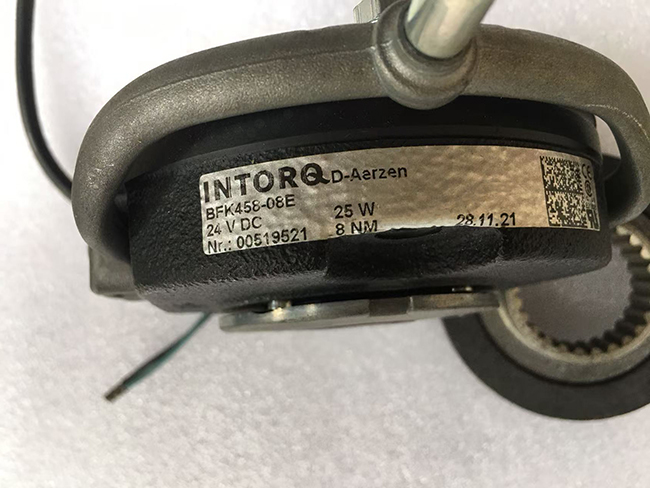 INTORQ D-Aerzen
BFK458-08E
24 V DC 25 W
Nr.: 00519521 8 NM 28.11.21